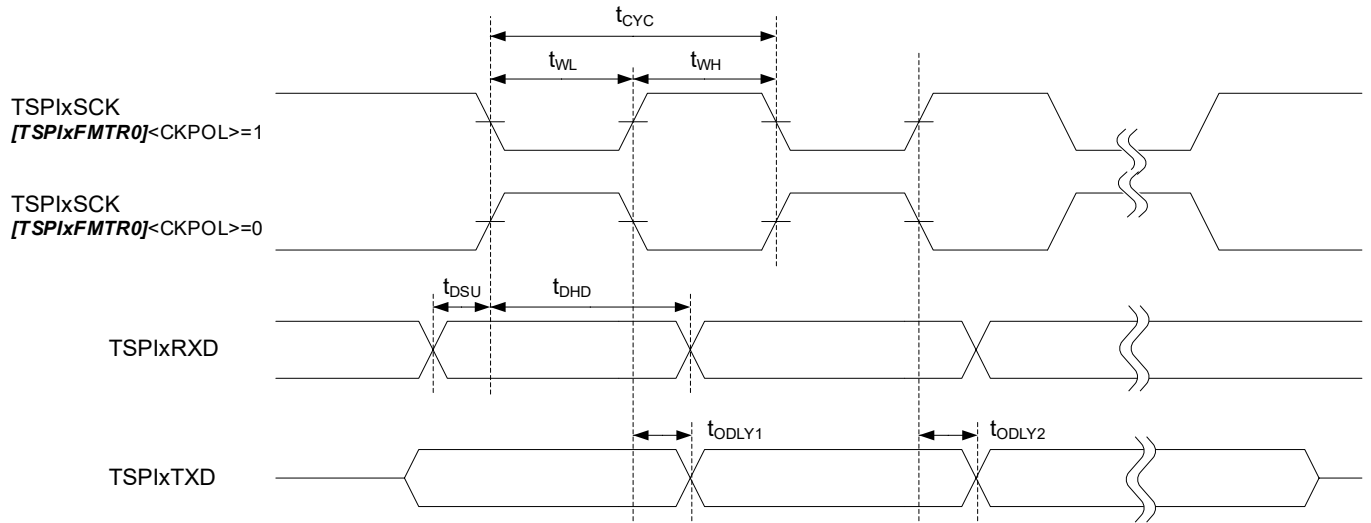 tCYC
tWL
tWH
TSPIxSCK
[TSPIxFMTR0]<CKPOL>=1
TSPIxSCK
[TSPIxFMTR0]<CKPOL>=0
tDSU
tDHD
TSPIxRXD
tODLY1
tODLY2
TSPIxTXD